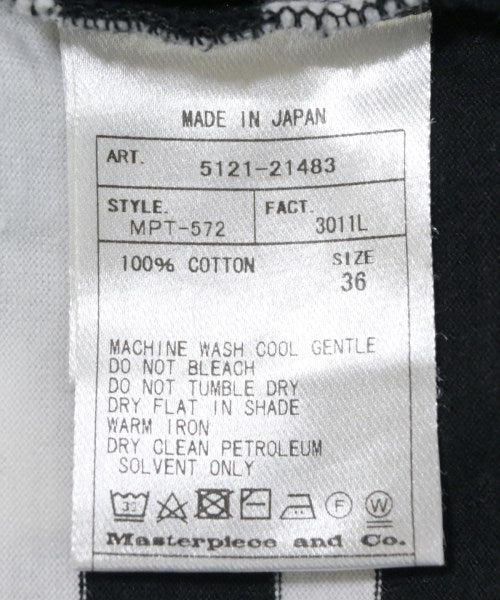 MADE IN JAPAN
ART. 5121-21483
STYLE. FACT.
MPT-572 3011L
100% COTTON SIZE
36
MACHINE WASH COOL GENTLE
DO NOT BLEACH
DO NOT TUMBLE DRY
DRY FLAT IN SHADE
WARM IRON
DRY CLEAN PETROLEUM
SOLVENT ONLY
30 F W
Masterpiece and Co.